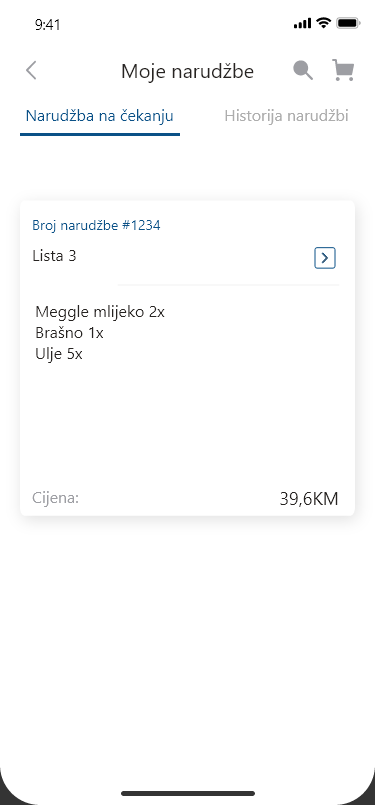 9:41
Moje narudžbe
Narudžba na čekanju
Historija narudžbi
Broj narudžbe #1234
Lista 3
Meggle mlijeko 2x
Brašno 1x
Ulje 5x
Cijena:
39,6KM